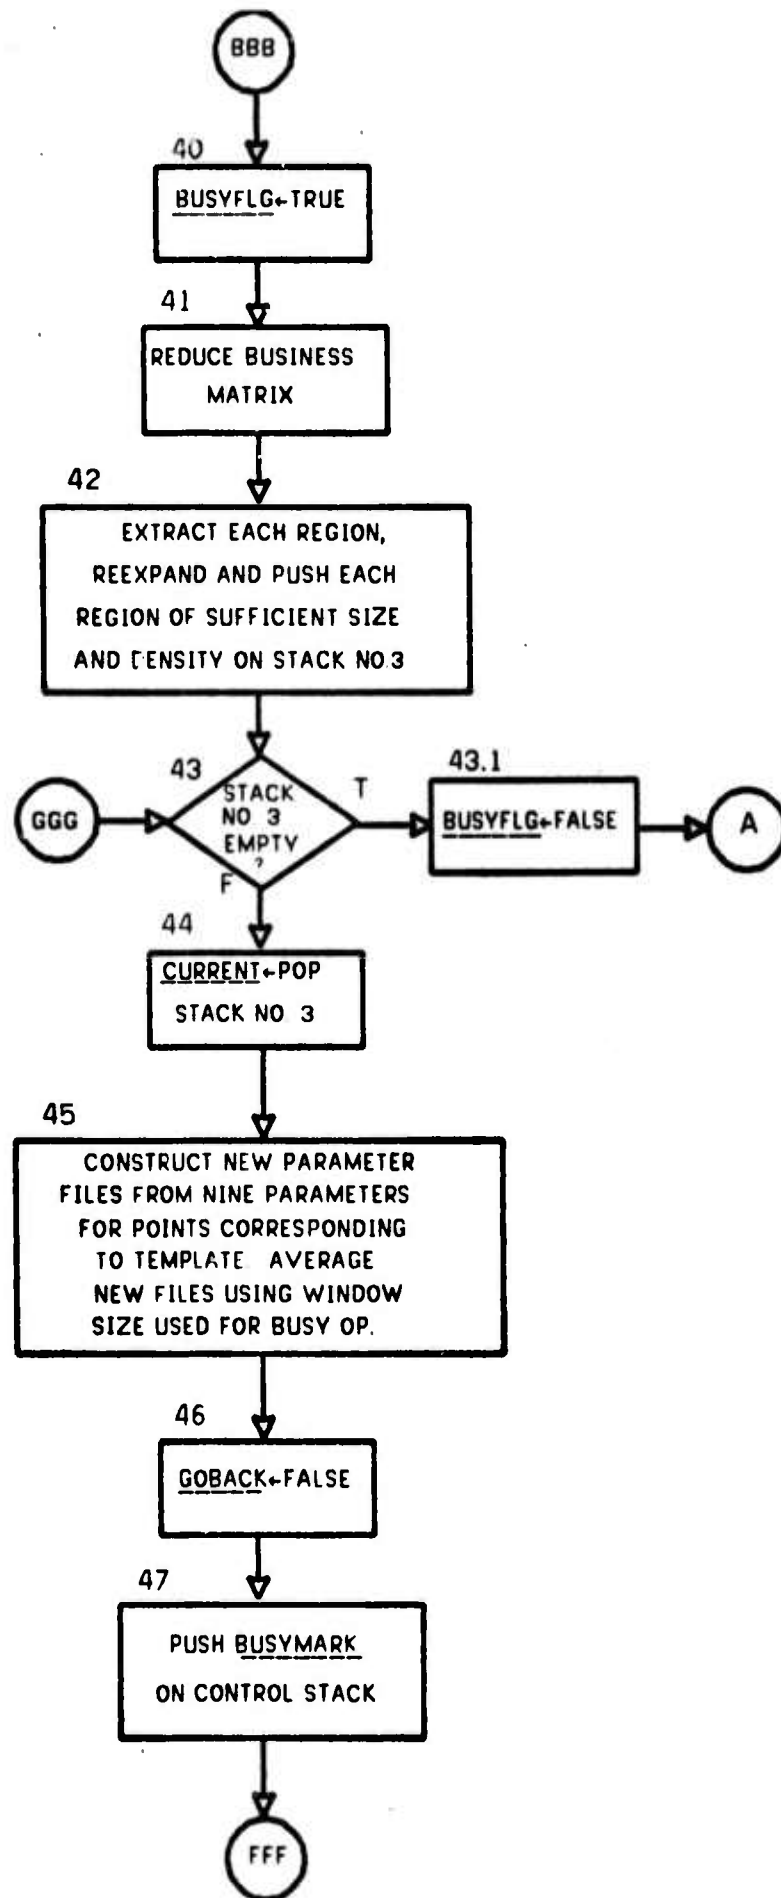 BBB
40
BUSYFLG←TRUE
41
REDUCE BUSINESS
MATRIX
42
EXTRACT EACH REGION,
REEXPAND AND PUSH EACH
REGION OF SUFFICIENT SIZE
AND DENSITY ON STACK NO.3
GGG
43
STACK
NO 3
EMPTY
?
T
F
43.1
BUSYFLG←FALSE
A
44
CURRENT←POP
STACK NO 3
45
CONSTRUCT NEW PARAMETER
FILES FROM NINE PARAMETERS
FOR POINTS CORRESPONDING
TO TEMPLATE. AVERAGE
NEW FILES USING WINDOW
SIZE USED FOR BUSY OP.
46
GOBACK←FALSE
47
PUSH BUSYMARK
ON CONTROL STACK
FFF